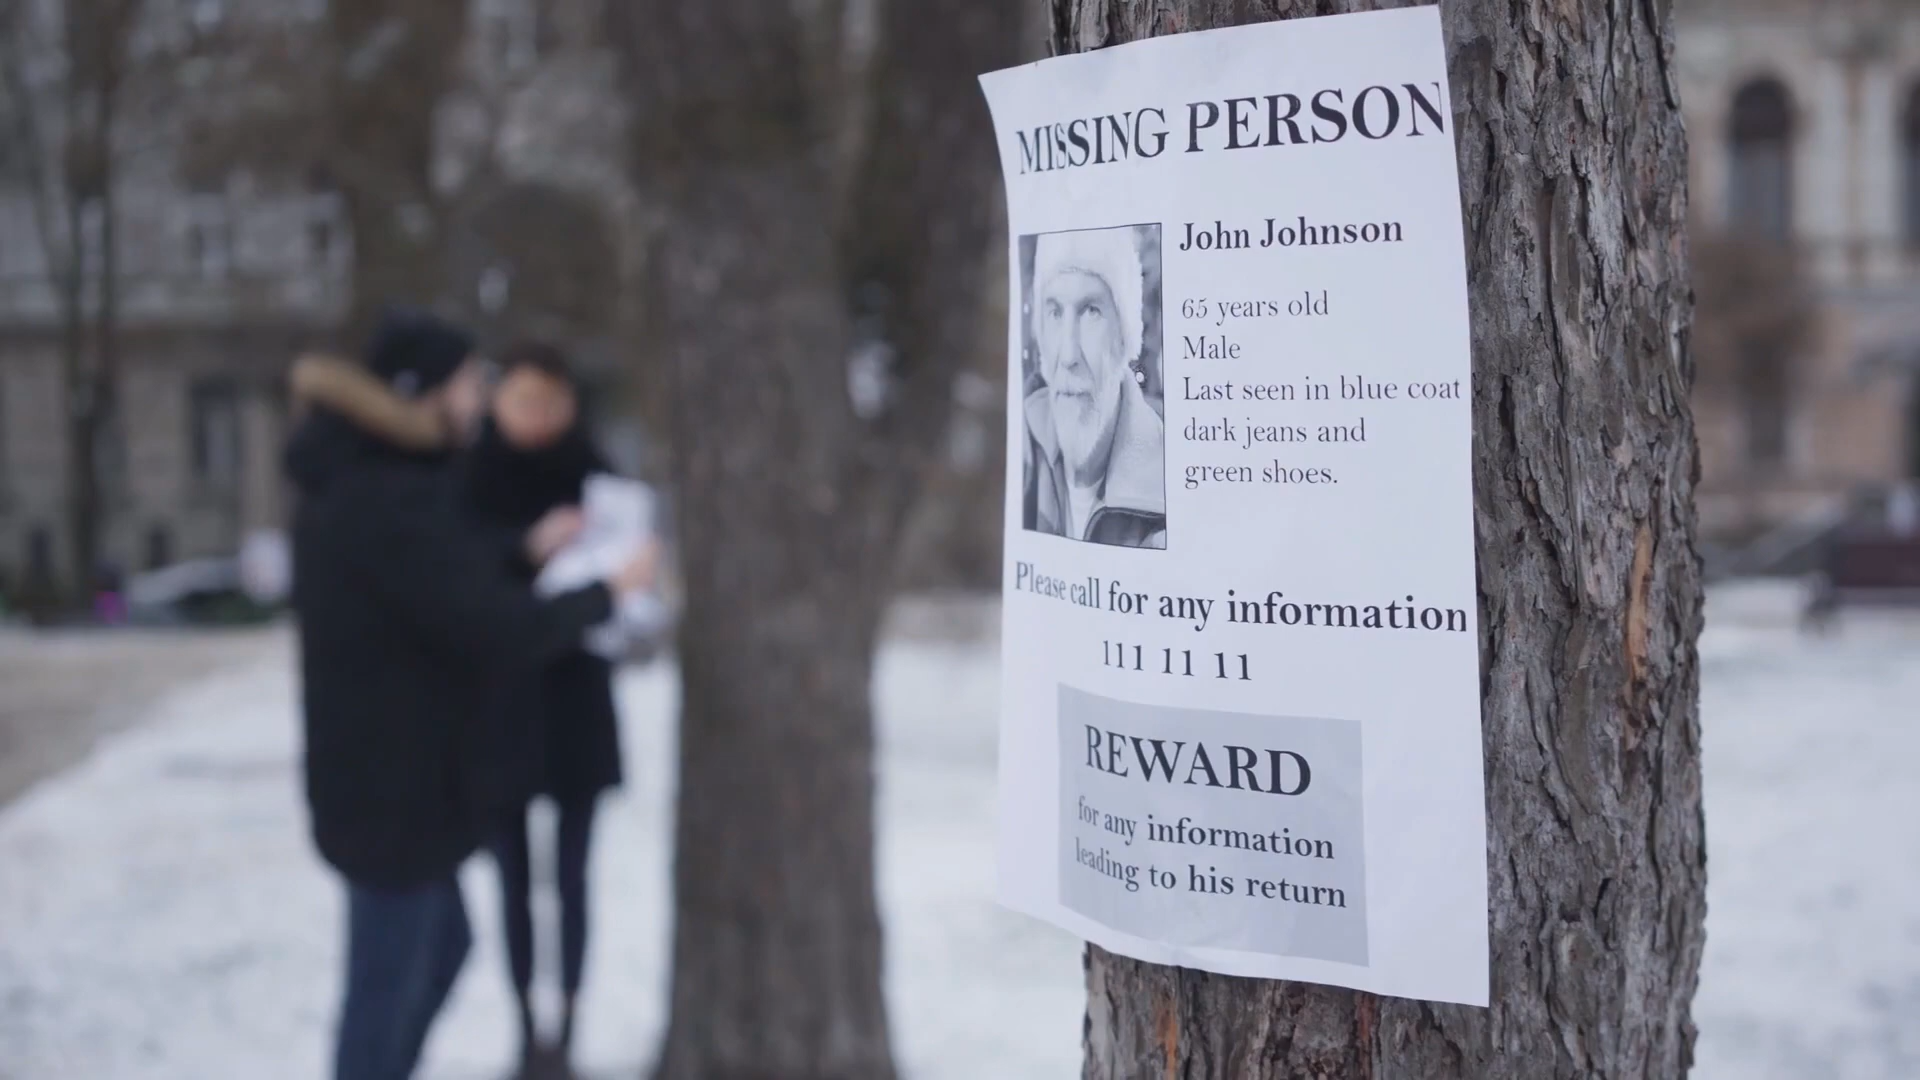 MISSING PERSON
John Johnson
65 years old
Male
Last seen in blue coat
dark jeans and
green shoes.
Please call for any information
111 11 11
REWARD
for any information
leading to his return